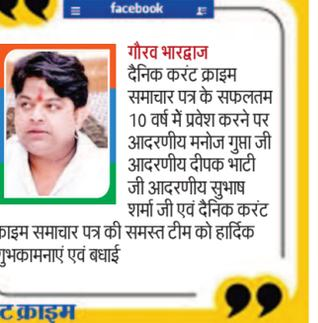 facebook
गौरव भारद्वाज
दैनिक करंट क्राइम
समाचार पत्र के सफलतम
10 वर्ष में प्रवेश करने पर
आदरणीय मनोज गुप्ता जी
आदरणीय दीपक भाटी
जी आदरणीय सुभाष
शर्मा जी एवं दैनिक करंट
क्राइम समाचार पत्र की समस्त टीम को हार्दिक
शुभकामनाएं एवं बधाई
ट क्राइम